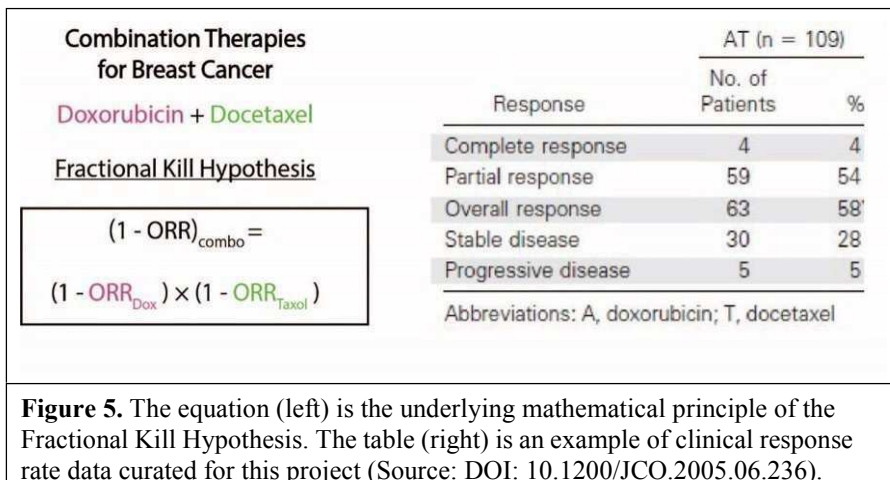 Combination Therapies
for Breast Cancer
Doxorubicin + Docetaxel
Fractional Kill Hypothesis
(1 - ORR)combo =
(1 - ORRDox ) × (1 - ORRTaxol )
AT (n = 109)
No. of
Response Patients %
Complete response 4 4
Partial response 59 54
Overall response 63 58*
Stable disease 30 28
Progressive disease 5 5
Abbreviations: A, doxorubicin; T, docetaxel
Figure 5. The equation (left) is the underlying mathematical principle of the
Fractional Kill Hypothesis. The table (right) is an example of clinical response
rate data curated for this project (Source: DOI: 10.1200/JCO.2005.06.236).